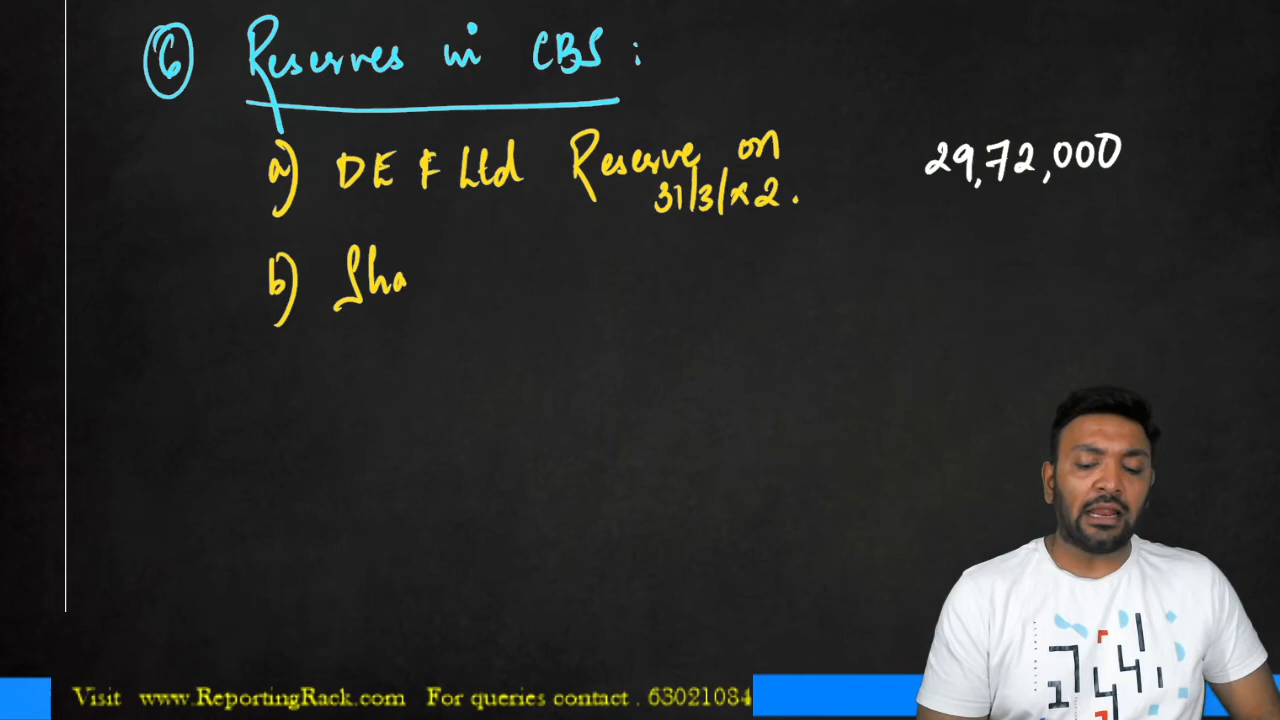 6 Reserves in CBS :
a) DEF Ltd Reserve on 29,72,000
31/3/x2.
b) Sha
Visit www.ReportingRack.com For queries contact . 63021084